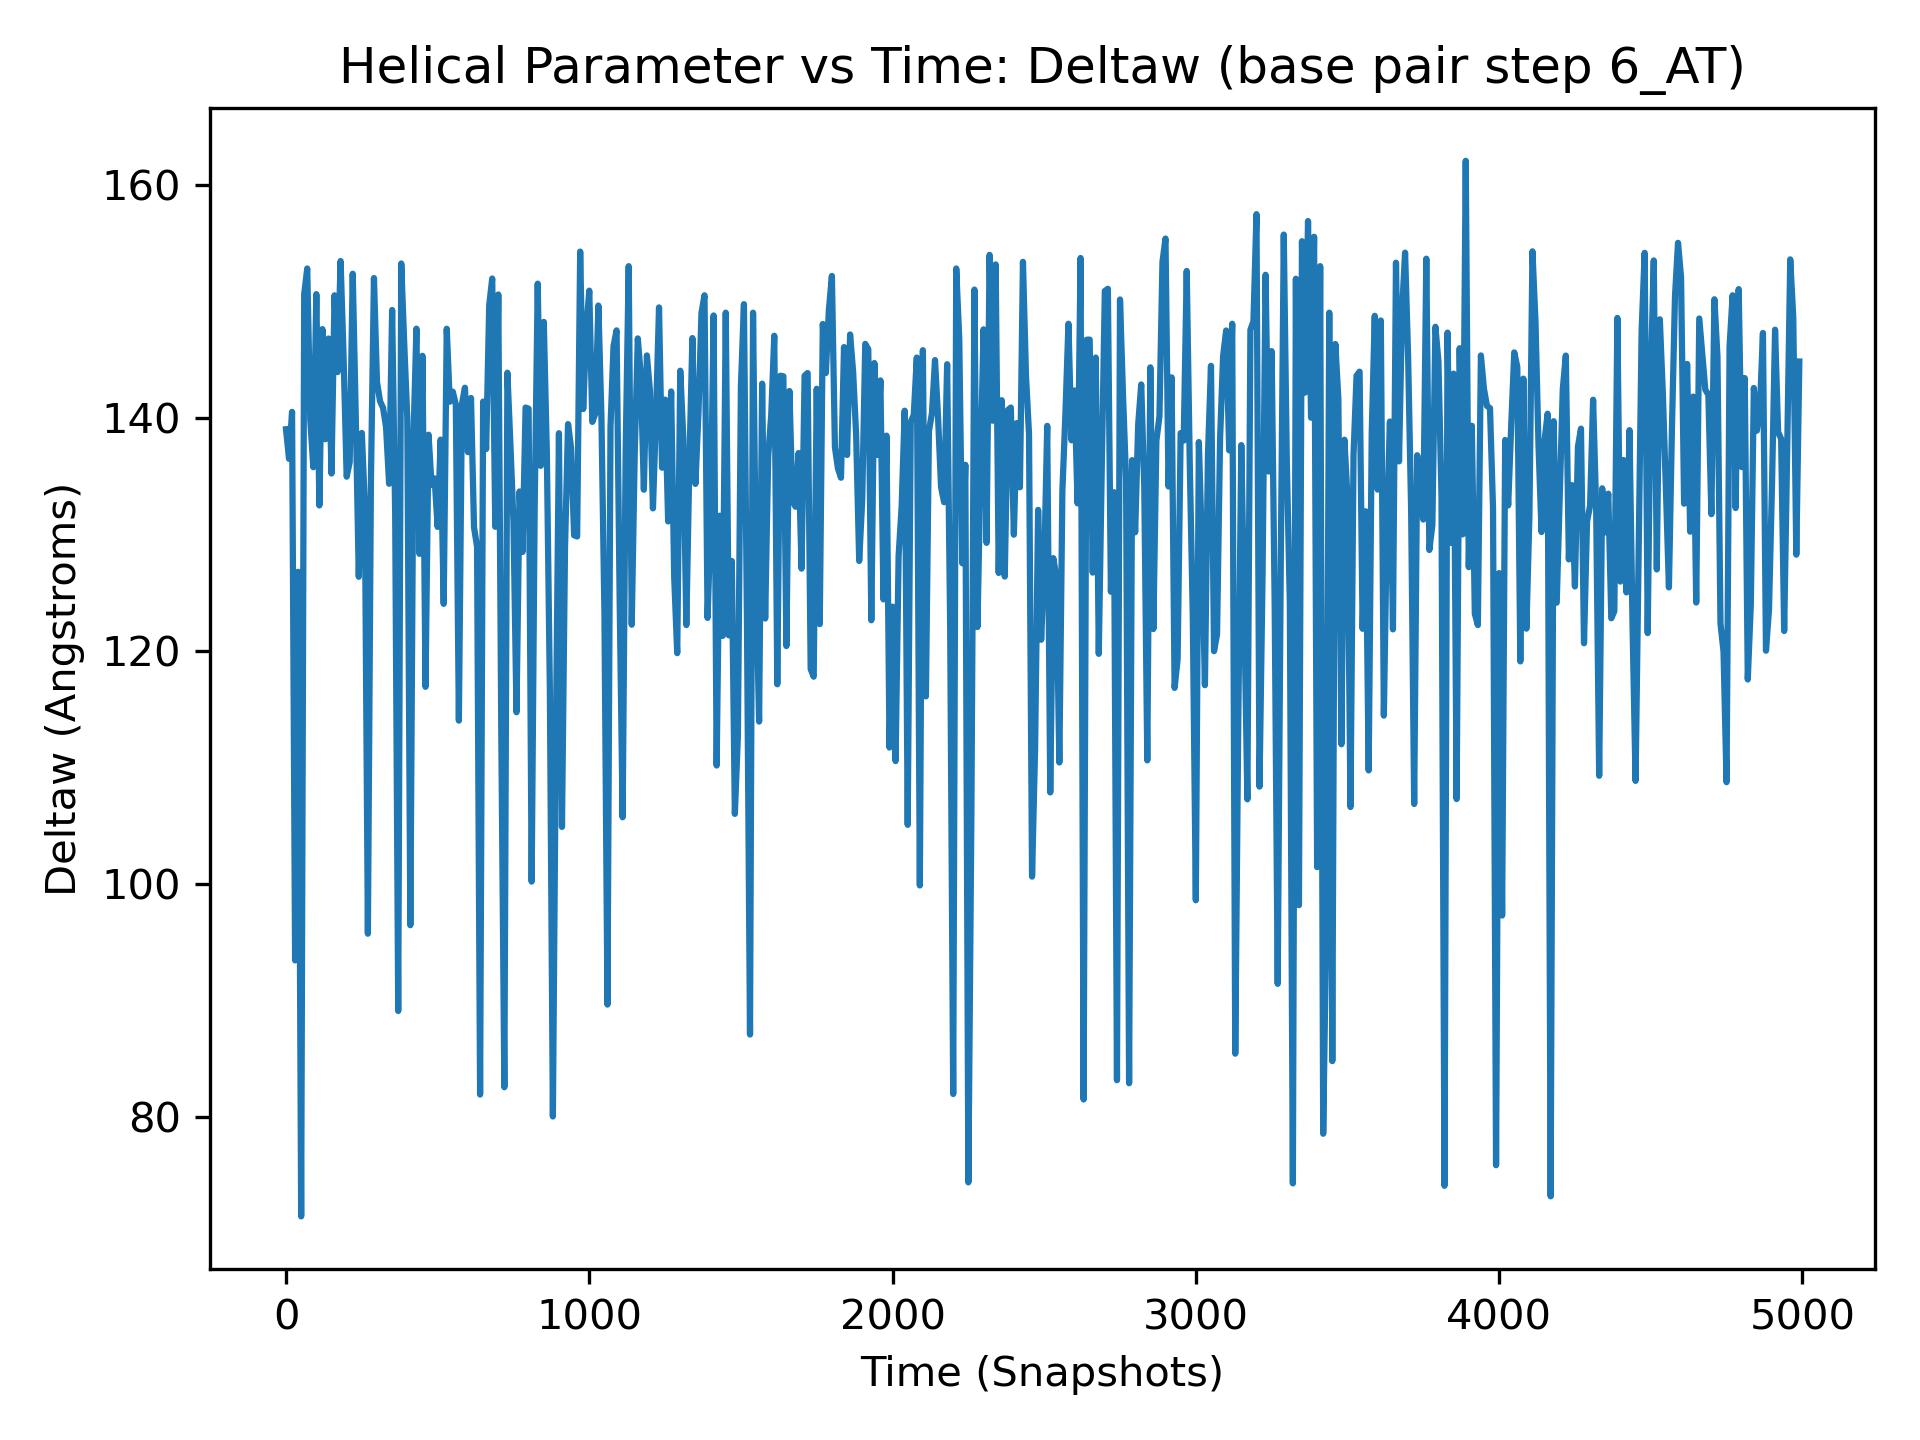 Helical Parameter vs Time: Deltaw (base pair step 6_AT)
160
140
120
100
80
Deltaw (Angstroms)
0 1000 2000 3000 4000 5000
Time (Snapshots)